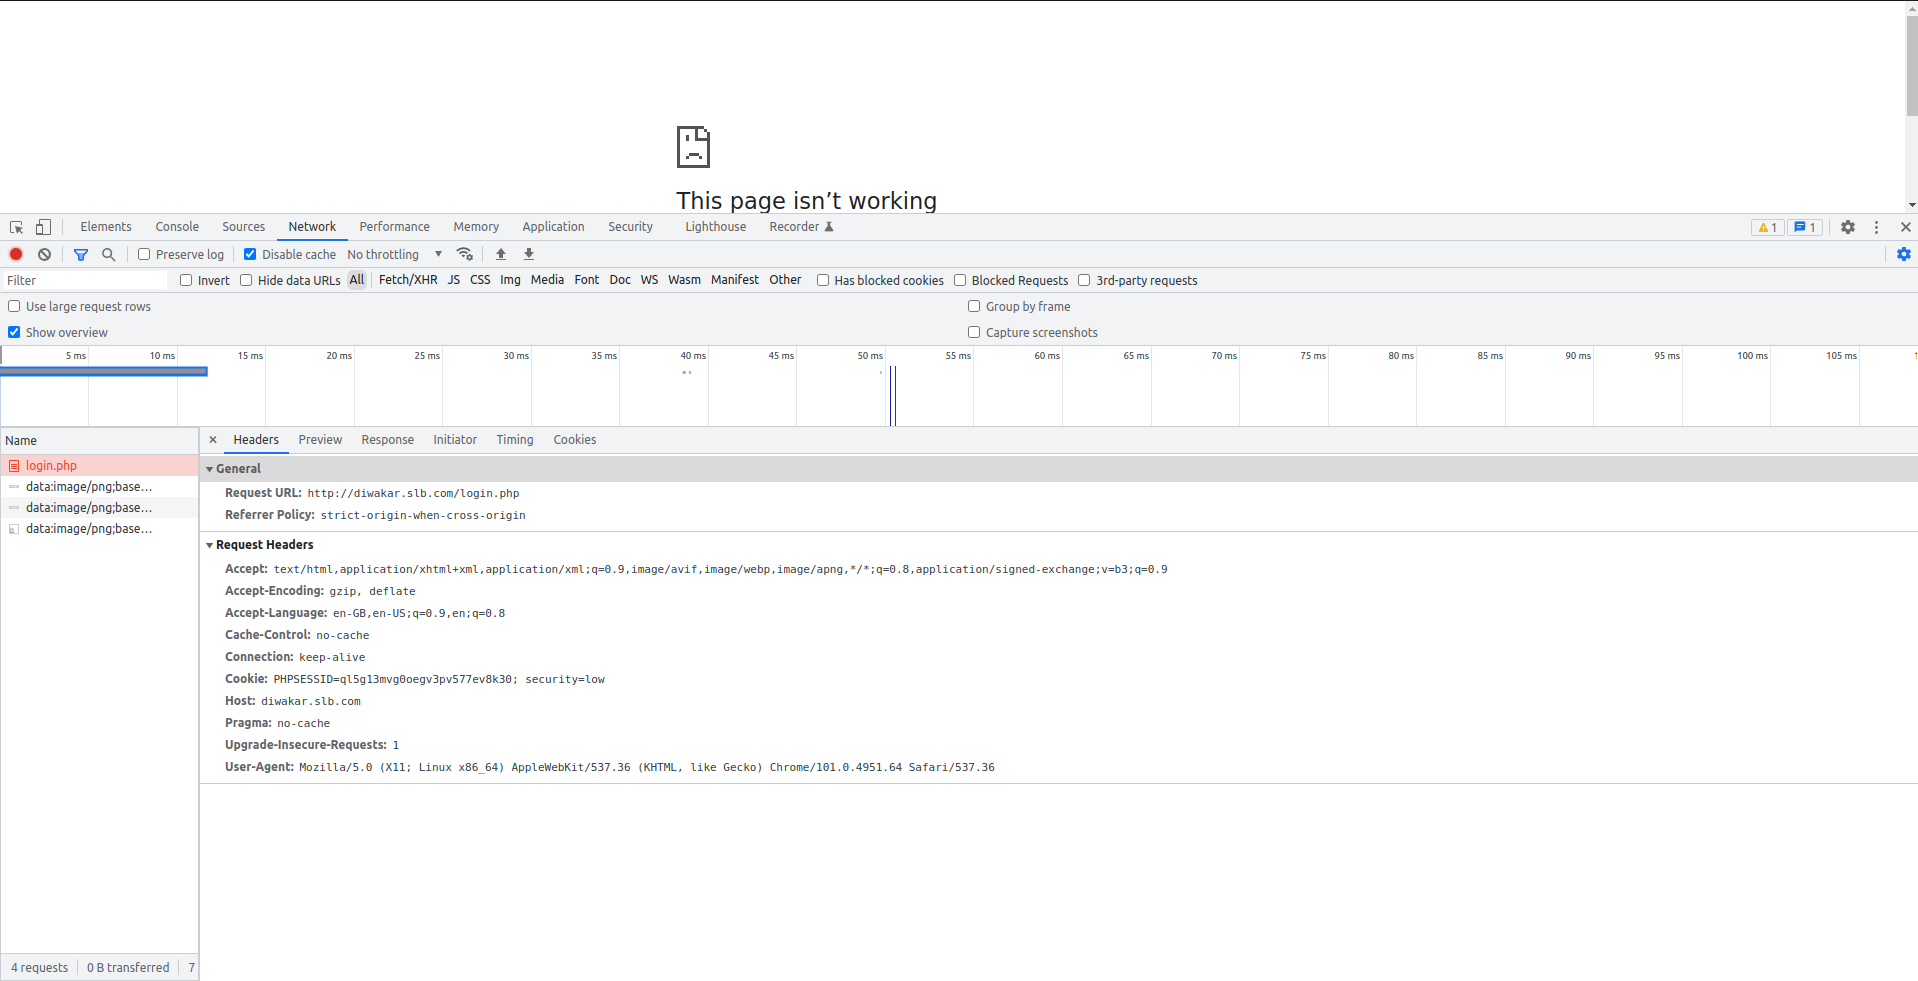 This page isn’t working
Elements Console Sources Network Performance Memory Application Security Lighthouse Recorder 1 1
Preserve log Disable cache No throttling
Filter Invert Hide data URLs All Fetch/XHR JS CSS Img Media Font Doc WS Wasm Manifest Other Has blocked cookies Blocked Requests 3rd-party requests
Use large request rows Group by frame
Show overview Capture screenshots
5 ms 10 ms 15 ms 20 ms 25 ms 30 ms 35 ms 40 ms 45 ms 50 ms 55 ms 60 ms 65 ms 70 ms 75 ms 80 ms 85 ms 90 ms 95 ms 100 ms 105 ms
Name × Headers Preview Response Initiator Timing Cookies
login.php
data:image/png;base…
data:image/png;base…
data:image/png;base…
General
Request URL: http://diwakar.slb.com/login.php
Referrer Policy: strict-origin-when-cross-origin
Request Headers
Accept: text/html,application/xhtml+xml,application/xml;q=0.9,image/avif,image/webp,image/apng,*/*;q=0.8,application/signed-exchange;v=b3;q=0.9
Accept-Encoding: gzip, deflate
Accept-Language: en-GB,en-US;q=0.9,en;q=0.8
Cache-Control: no-cache
Connection: keep-alive
Cookie: PHPSESSID=ql5g13mvg0oegv3pv577ev8k30; security=low
Host: diwakar.slb.com
Pragma: no-cache
Upgrade-Insecure-Requests: 1
User-Agent: Mozilla/5.0 (X11; Linux x86_64) AppleWebKit/537.36 (KHTML, like Gecko) Chrome/101.0.4951.64 Safari/537.36
4 requests 0 B transferred 7